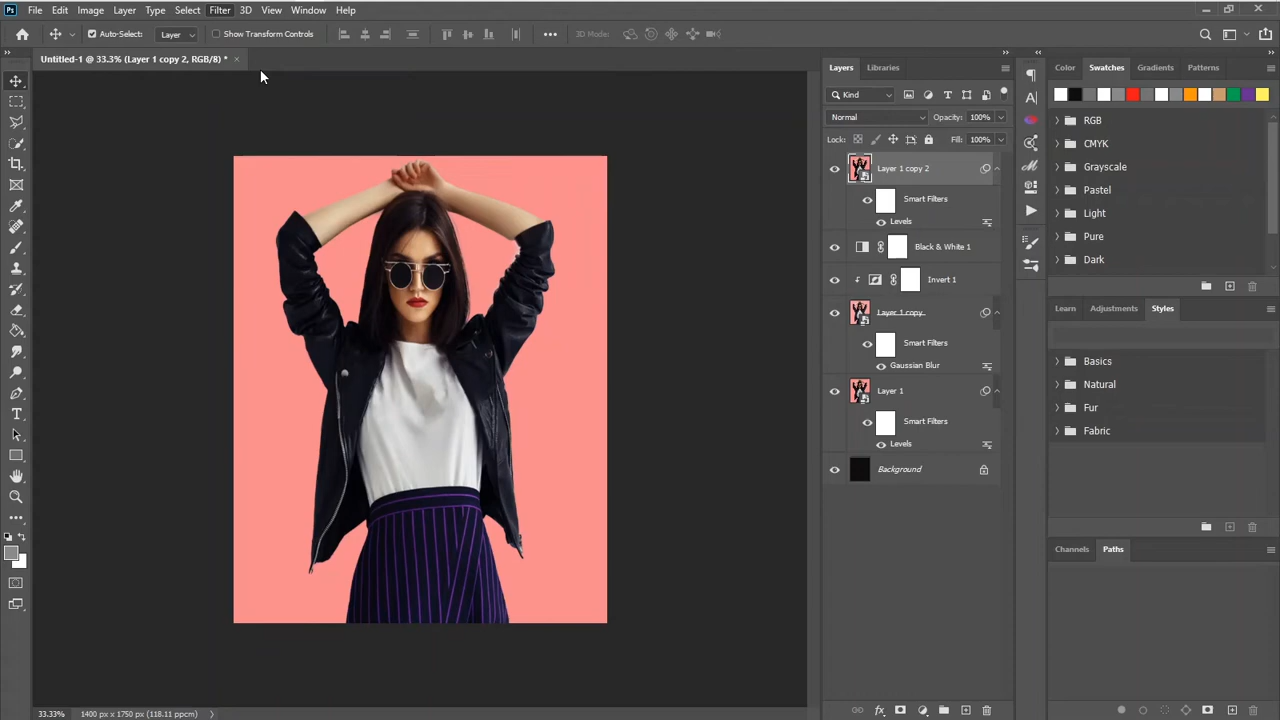 Ps File Edit Image Layer Type Select Filter 3D View Window Help
Auto-Select: Layer Show Transform Controls 3D Mode:
Untitled-1 @ 33.3% (Layer 1 copy 2, RGB/8) * ×
Layers Libraries
Kind
Normal Opacity: 100%
Lock: Fill: 100%
Layer 1 copy 2
Smart Filters
Levels
Black & White 1
Invert 1
Layer 1 copy
Smart Filters
Gaussian Blur
Layer 1
Smart Filters
Levels
Background
Color Swatches Gradients Patterns
RGB
CMYK
Grayscale
Pastel
Light
Pure
Dark
Learn Adjustments Styles
Basics
Natural
Fur
Fabric
Channels Paths
33.33% 1400 px x 1750 px (118.11 ppcm)